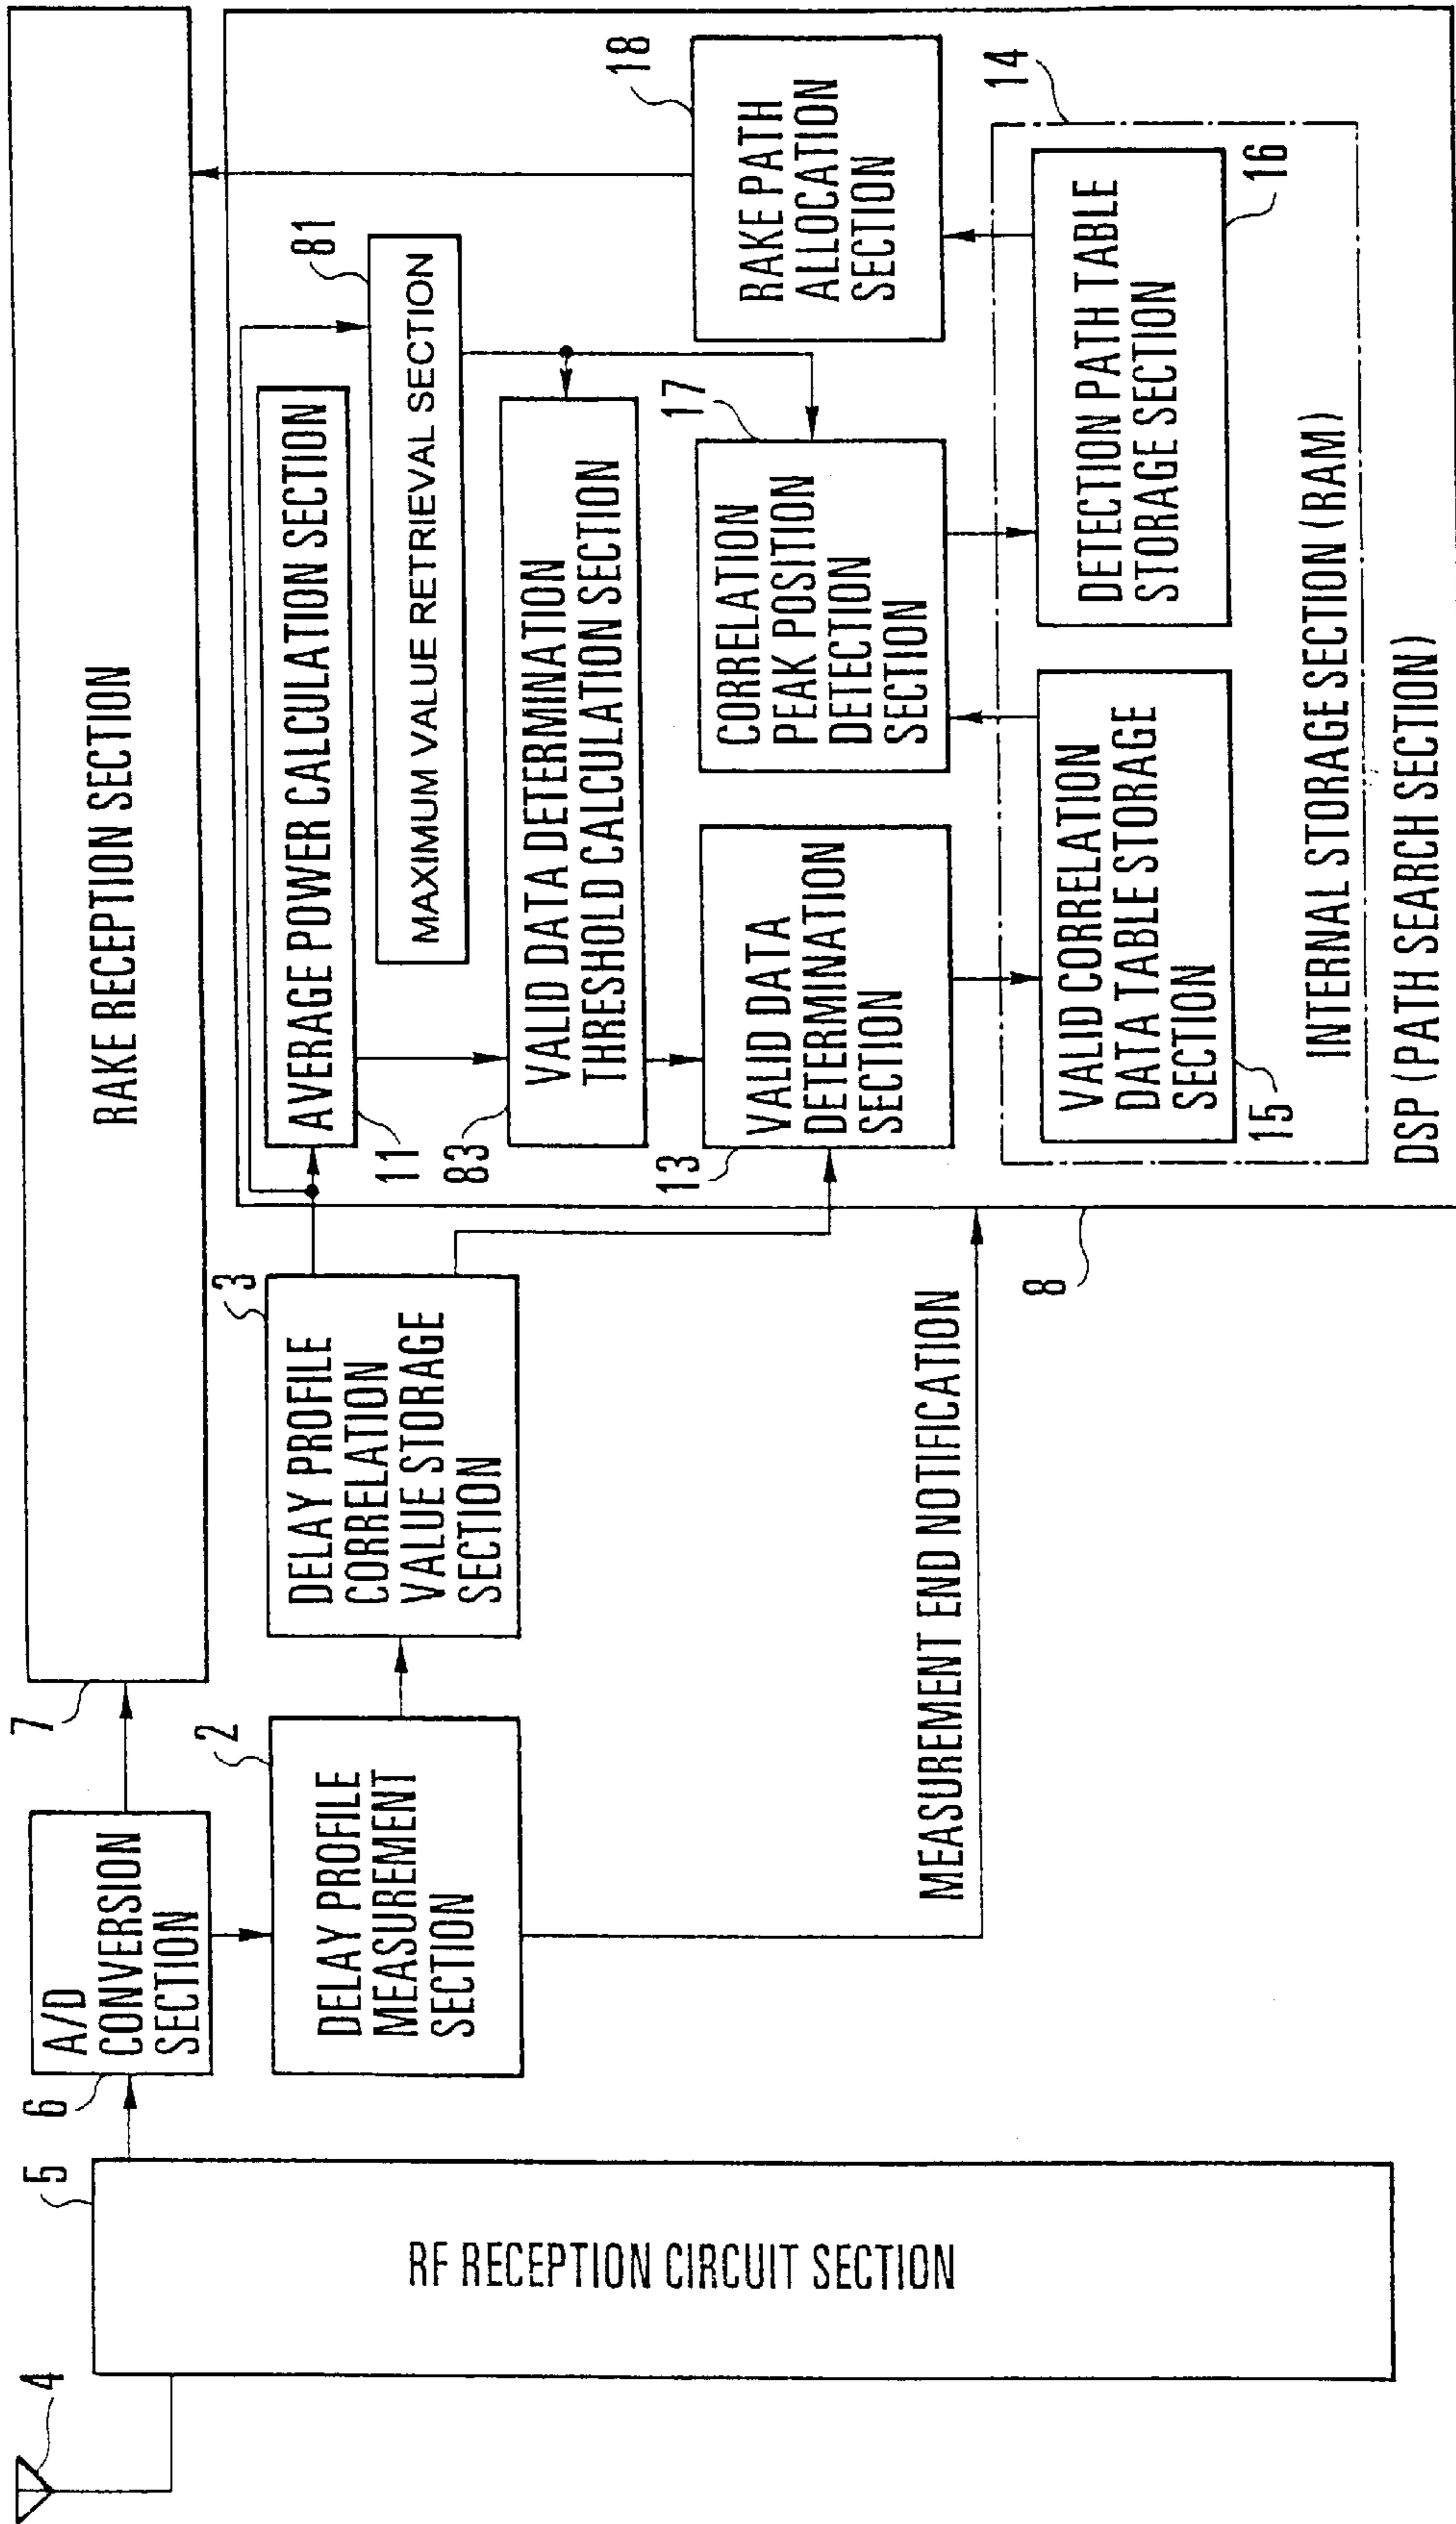 4
5
RF RECEPTION CIRCUIT SECTION
6
A/D
CONVERSION
SECTION
7
RAKE RECEPTION SECTION
2
DELAY PROFILE
MEASUREMENT
SECTION
3
DELAY PROFILE
CORRELATION
VALUE STORAGE
SECTION
MEASUREMENT END NOTIFICATION
8
11
AVERAGE POWER CALCULATION SECTION
81
MAXIMUM VALUE RETRIEVAL SECTION
83
VALID DATA DETERMINATION
THRESHOLD CALCULATION SECTION
13
VALID DATA
DETERMINATION
SECTION
17
CORRELATION
PEAK POSITION
DETECTION
SECTION
18
RAKE PATH
ALLOCATION
SECTION
14
15
VALID CORRELATION
DATA TABLE STORAGE
SECTION
16
DETECTION PATH TABLE
STORAGE SECTION
INTERNAL STORAGE SECTION (RAM)
DSP (PATH SEARCH SECTION)